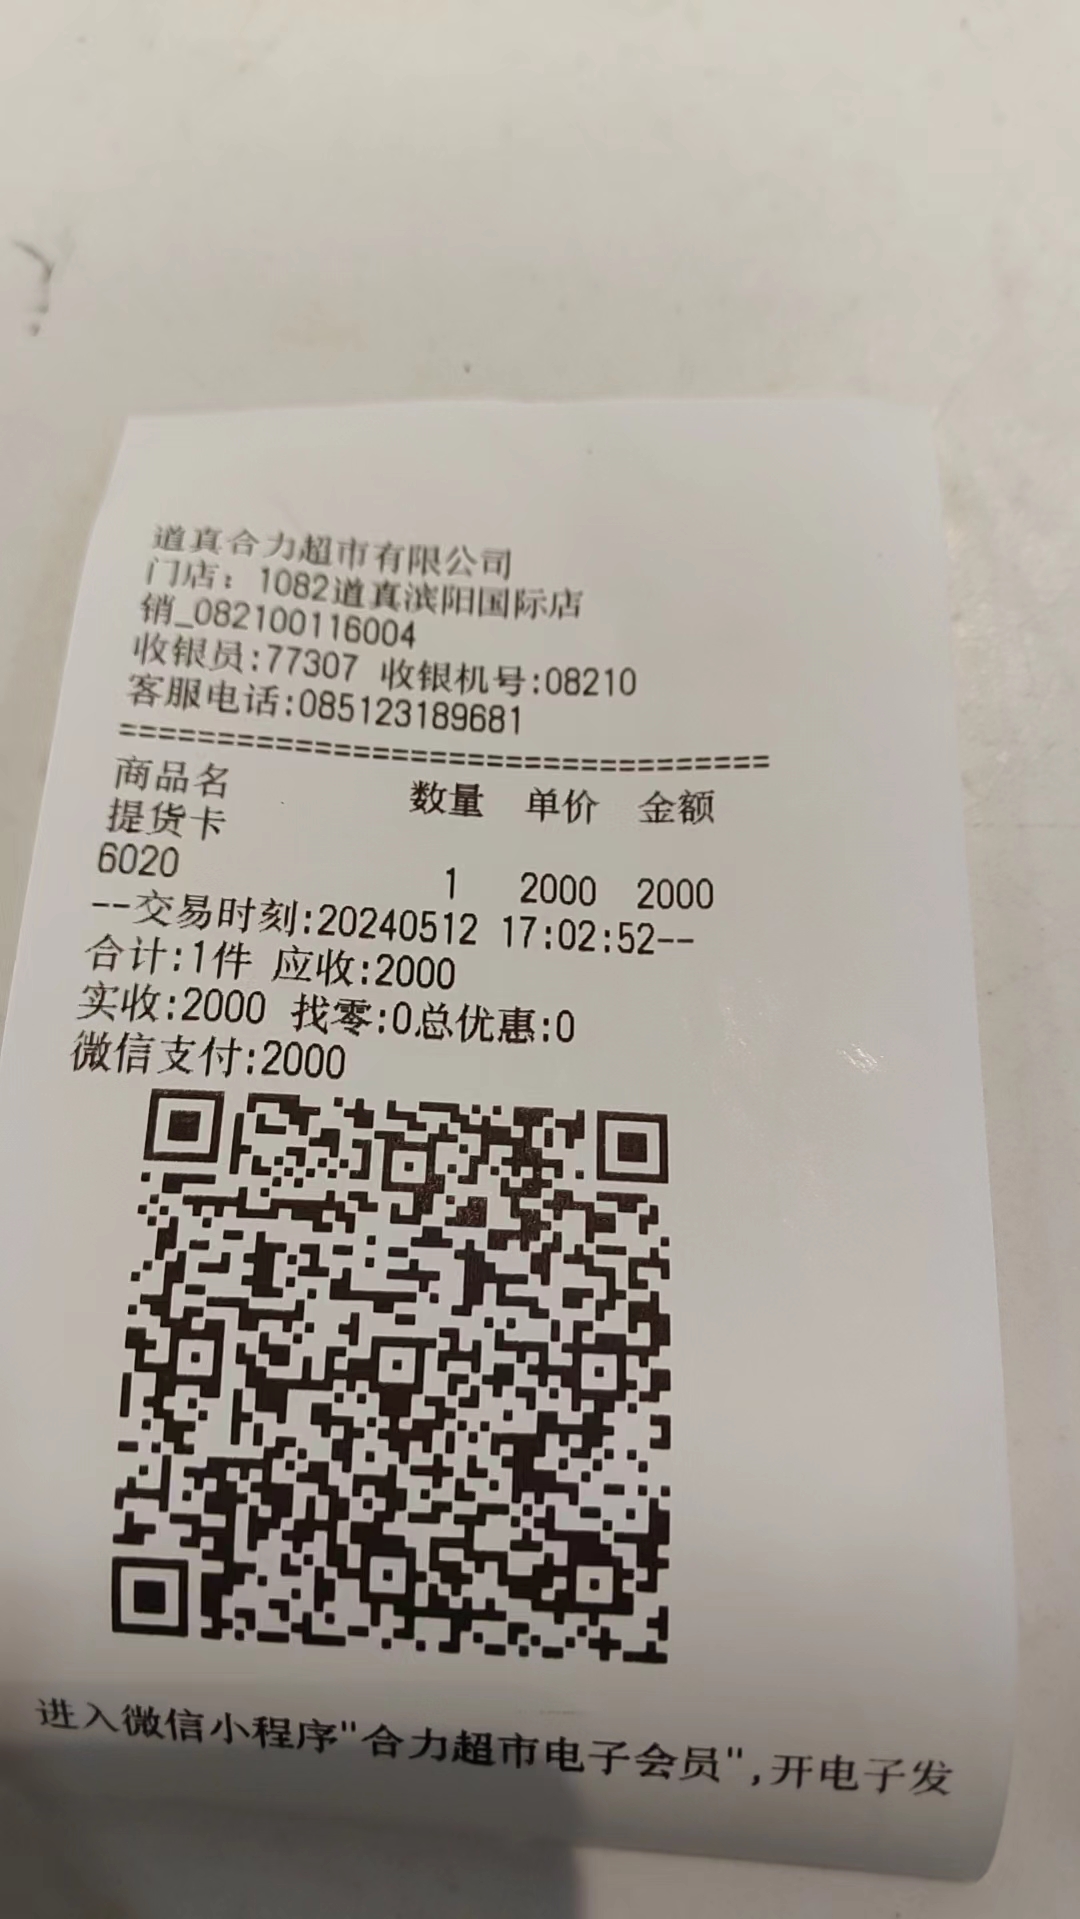 道真合力超市有限公司
门店：1082道真滨阳国际店
销_082100116004
收银员:77307 收银机号:08210
客服电话:085123189681
========================================
商品名 数量 单价 金额
提货卡
6020 1 2000 2000
--交易时刻:20240512 17:02:52--
合计:1件 应收:2000
实收:2000 找零:0总优惠:0
微信支付:2000
进入微信小程序"合力超市电子会员",开电子发